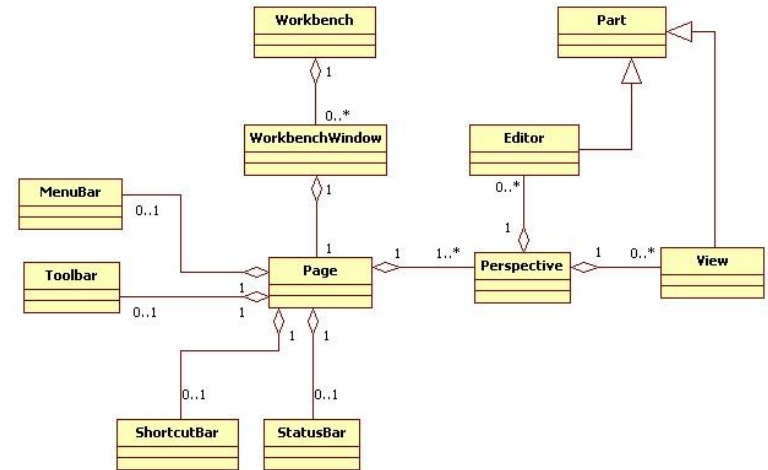 Workbench
Part
1
0..*
WorkbenchWindow
Editor
1
0..*
MenuBar
0..1
1
1
Page
1
1..*
Perspective
1
0..*
View
Toolbar
1
0..1
1
1
1
0..1
0..1
ShortcutBar
StatusBar